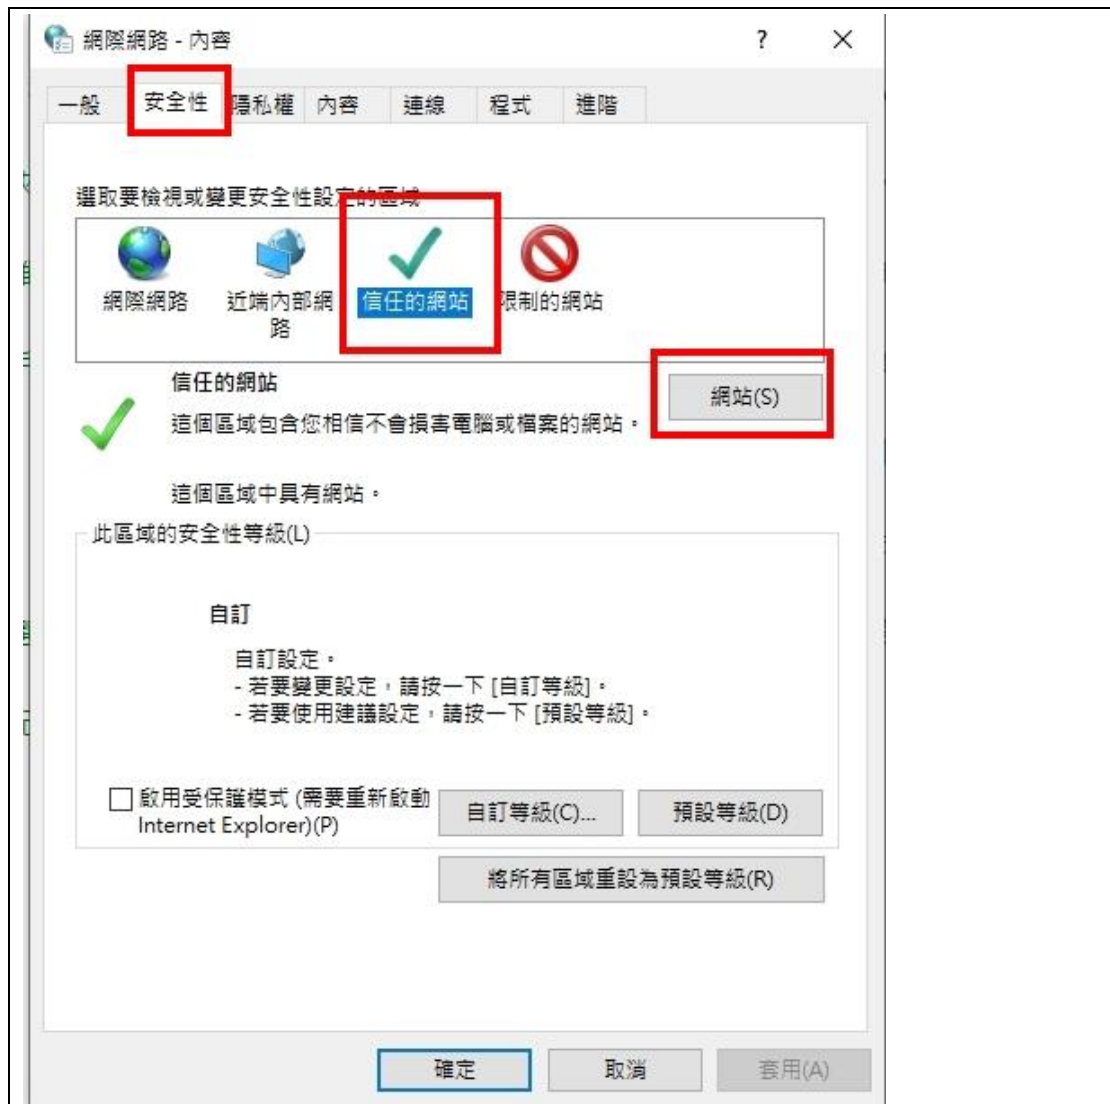 網際網路 - 內容
?
一般 安全性 隱私權 內容 連線 程式 進階
選取要檢視或變更安全性設定的區域
網際網路
近端內部網
路
信任的網站
限制的網站
信任的網站
網站(S)
這個區域包含您相信不會損害電腦或檔案的網站。
這個區域中具有網站。
此區域的安全性等級(L)
自訂
自訂設定。
- 若要變更設定，請按一下 [自訂等級]。
- 若要使用建議設定，請按一下 [預設等級]。
啟用受保護模式 (需要重新啟動
Internet Explorer)(P)
自訂等級(C)... 預設等級(D)
將所有區域重設為預設等級(R)
確定 取消 套用(A)